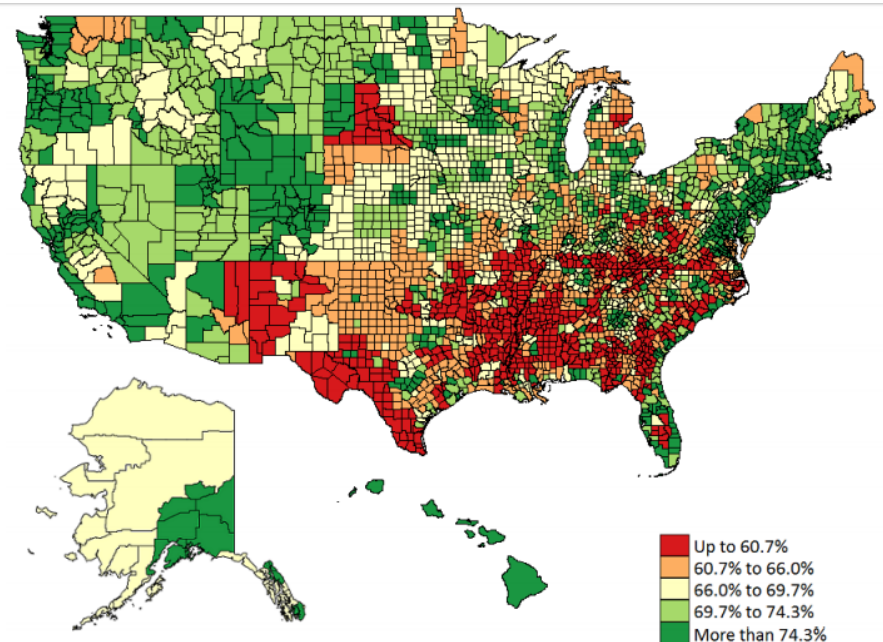 Up to 60.7%
60.7% to 66.0%
66.0% to 69.7%
69.7% to 74.3%
More than 74.3%